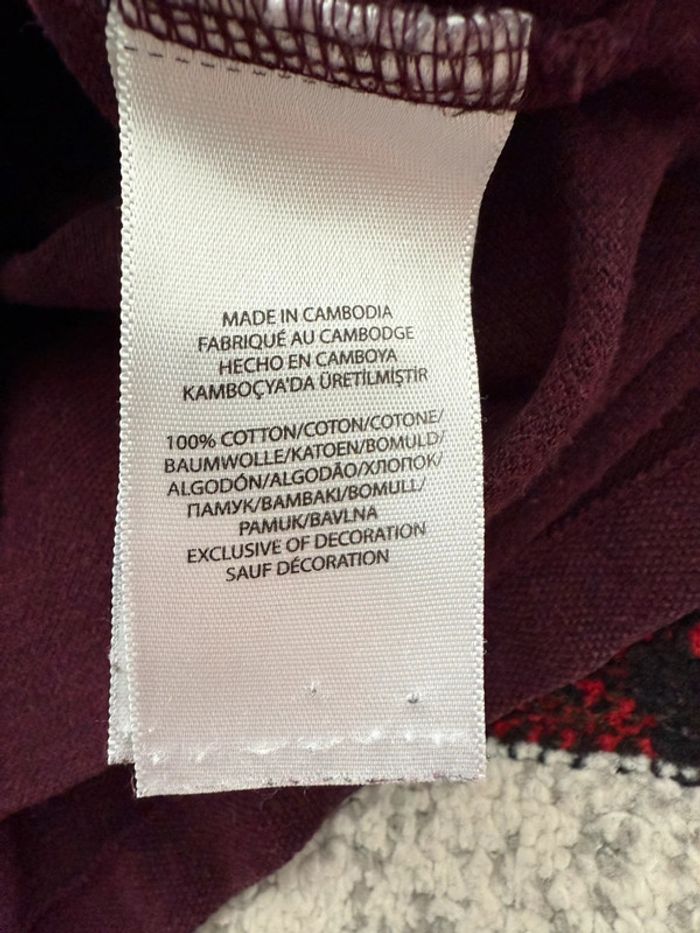 MADE IN CAMBODIA
FABRIQUÉ AU CAMBODGE
HECHO EN CAMBOYA
KAMBOÇYA'DA ÜRETİLMİŞTİR
100% COTTON/COTON/COTONE/
BAUMWOLLE/KATOEN/BOMULD/
ALGODÓN/ALGODÃO/ХЛОПОК/
ПАМУК/BAMBAKI/BOMULL/
PAMUK/BAVLNA
EXCLUSIVE OF DECORATION
SAUF DÉCORATION